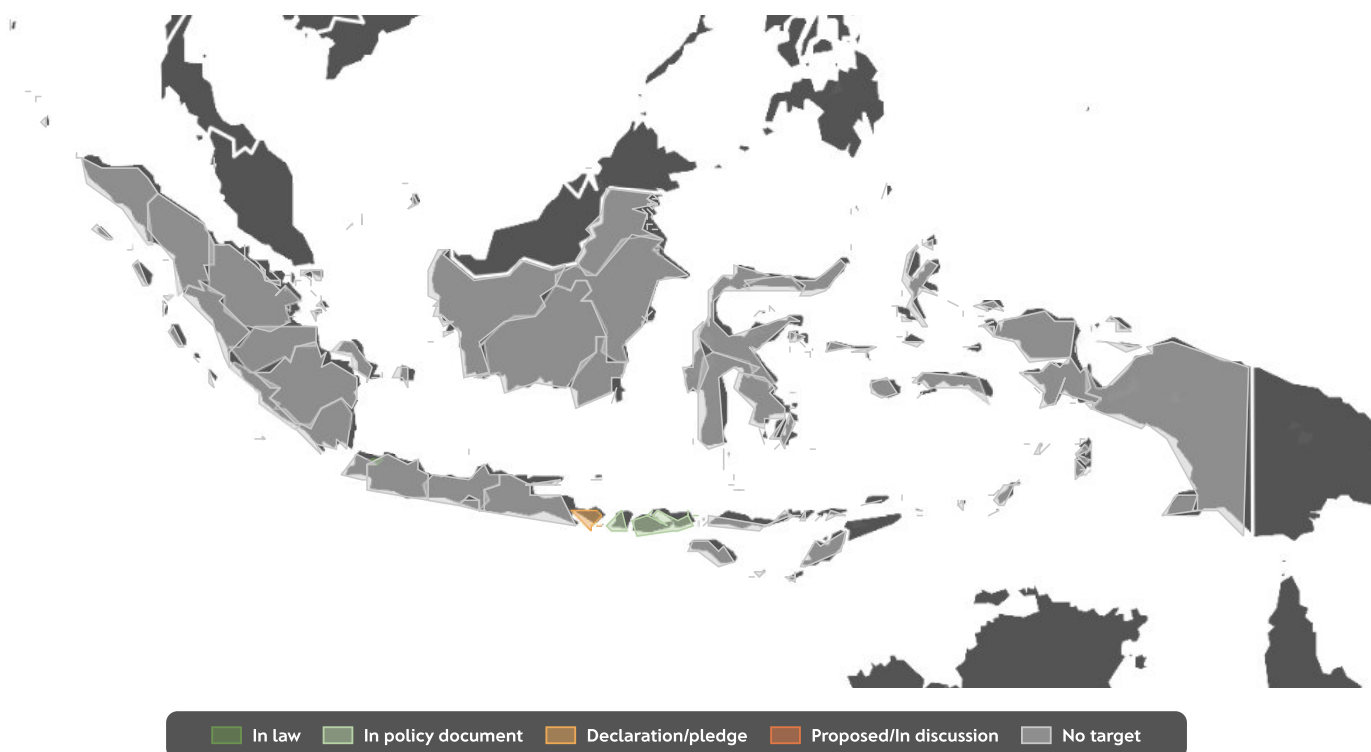 In law In policy document Declaration/pledge Proposed/In discussion No target